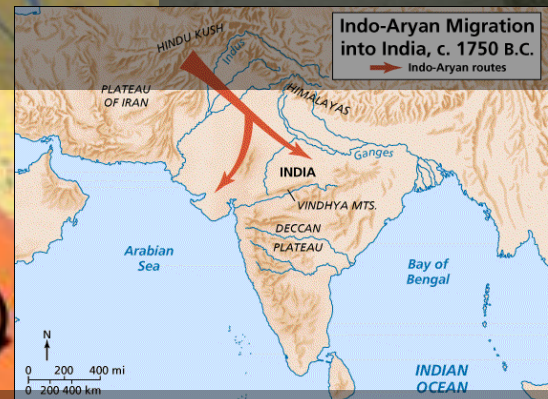 Indo-Aryan Migration
into India, c. 1750 B.C.
Indo-Aryan routes
HINDU KUSH
Indus
PLATEAU
OF IRAN
HIMALAYAS
Ganges
INDIA
VINDHYA MTS.
DECCAN
PLATEAU
Arabian
Sea
Bay of
Bengal
N
0 200 400 mi
0 200 400 km
INDIAN
OCEAN